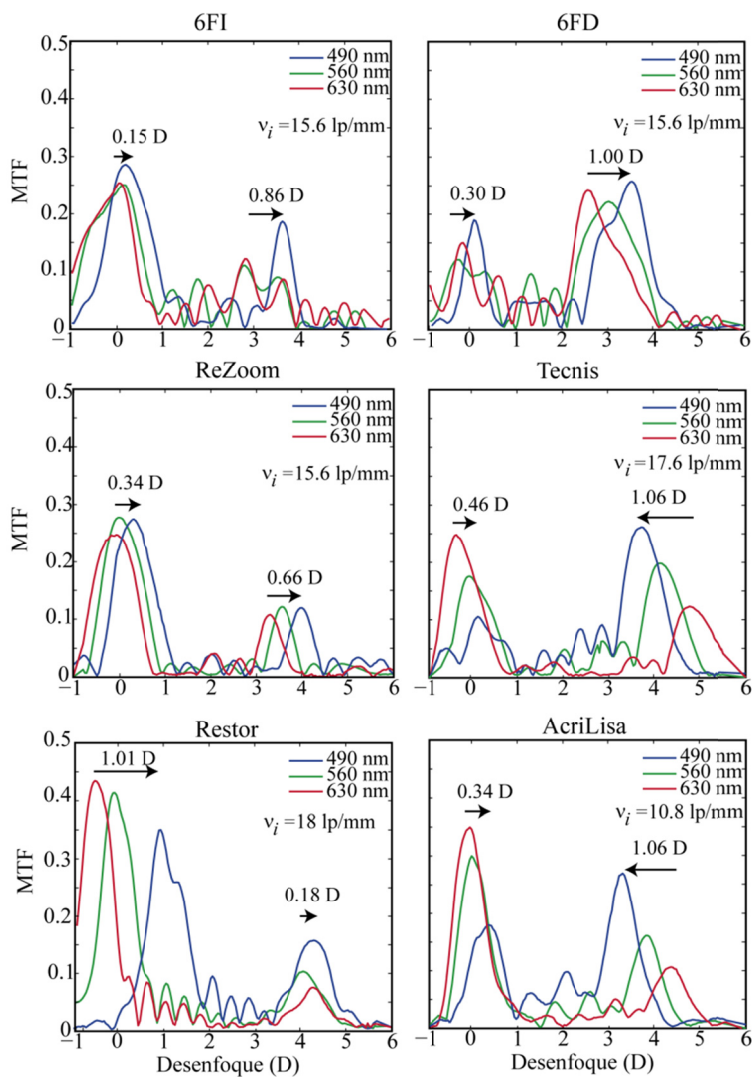 6FI
0.5
0.4
0.3
0.2
0.1
0
MTF
490 nm
560 nm
630 nm
νi =15.6 lp/mm
0.15 D
0.86 D
−1 0 1 2 3 4 5 6
6FD
490 nm
560 nm
630 nm
νi =15.6 lp/mm
1.00 D
0.30 D
−1 0 1 2 3 4 5 6
ReZoom
0.5
0.4
0.3
0.2
0.1
0
MTF
490 nm
560 nm
630 nm
νi =15.6 lp/mm
0.34 D
0.66 D
−1 0 1 2 3 4 5 6
Tecnis
490 nm
560 nm
630 nm
νi =17.6 lp/mm
0.46 D
1.06 D
−1 0 1 2 3 4 5 6
Restor
0.5
0.4
0.3
0.2
0.1
0
MTF
1.01 D
490 nm
560 nm
630 nm
νi =18 lp/mm
0.18 D
−1 0 1 2 3 4 5 6
Desenfoque (D)
AcriLisa
490 nm
560 nm
630 nm
νi =10.8 lp/mm
0.34 D
1.06 D
−1 0 1 2 3 4 5 6
Desenfoque (D)